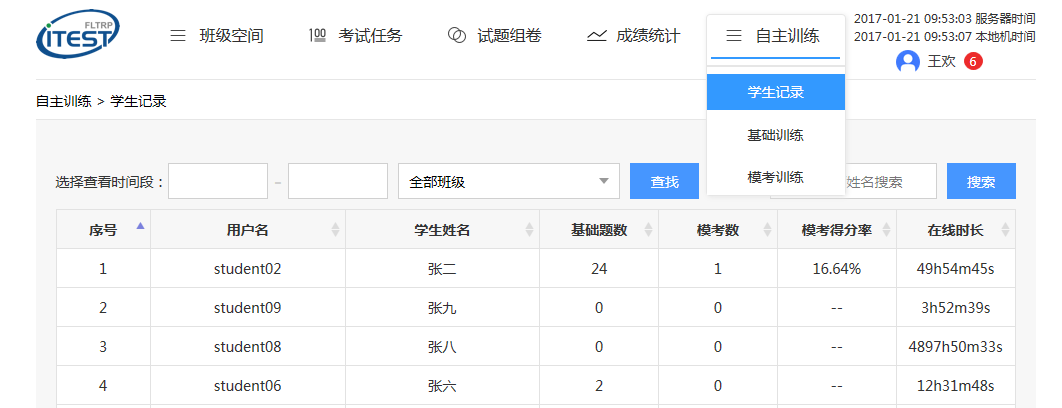 FLTRP
iTEST
班级空间
考试任务
试题组卷
成绩统计
自主训练
2017-01-21 09:53:03 服务器时间
2017-01-21 09:53:07 本地机时间
王欢 6
自主训练 > 学生记录
学生记录
基础训练
模考训练
选择查看时间段： - 全部班级 查找 姓名搜索 搜索
序号 用户名 学生姓名 基础题数 模考数 模考得分率 在线时长
1 student02 张二 24 1 16.64% 49h54m45s
2 student09 张九 0 0 -- 3h52m39s
3 student08 张八 0 0 -- 4897h50m33s
4 student06 张六 2 0 -- 12h31m48s